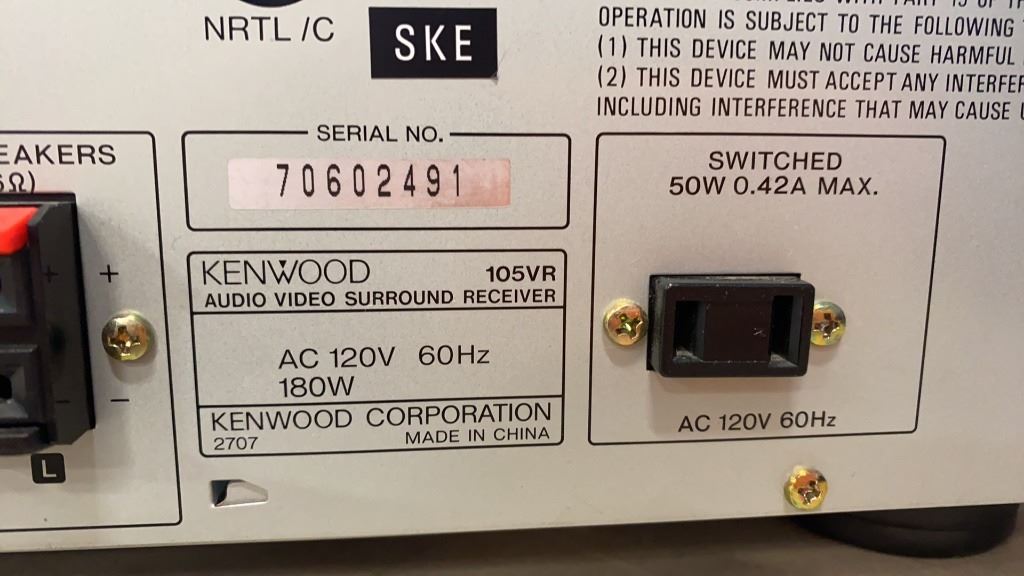 NRTL/C
SKE
OPERATION IS SUBJECT TO THE FOLLOWING
(1) THIS DEVICE MAY NOT CAUSE HARMFUL
(2) THIS DEVICE MUST ACCEPT ANY
INCLUDING INTERFERENCE THAT MAY CAUSE
SERIAL NO.
70602491
KENWOOD 105VR
AUDIO VIDEO SURROUND RECEIVER
AC 120V 60Hz
180W
KENWOOD CORPORATION
2707 MADE IN CHINA
SWITCHED
50W 0.42A MAX.
AC 120V 60Hz
+ +
– –
L